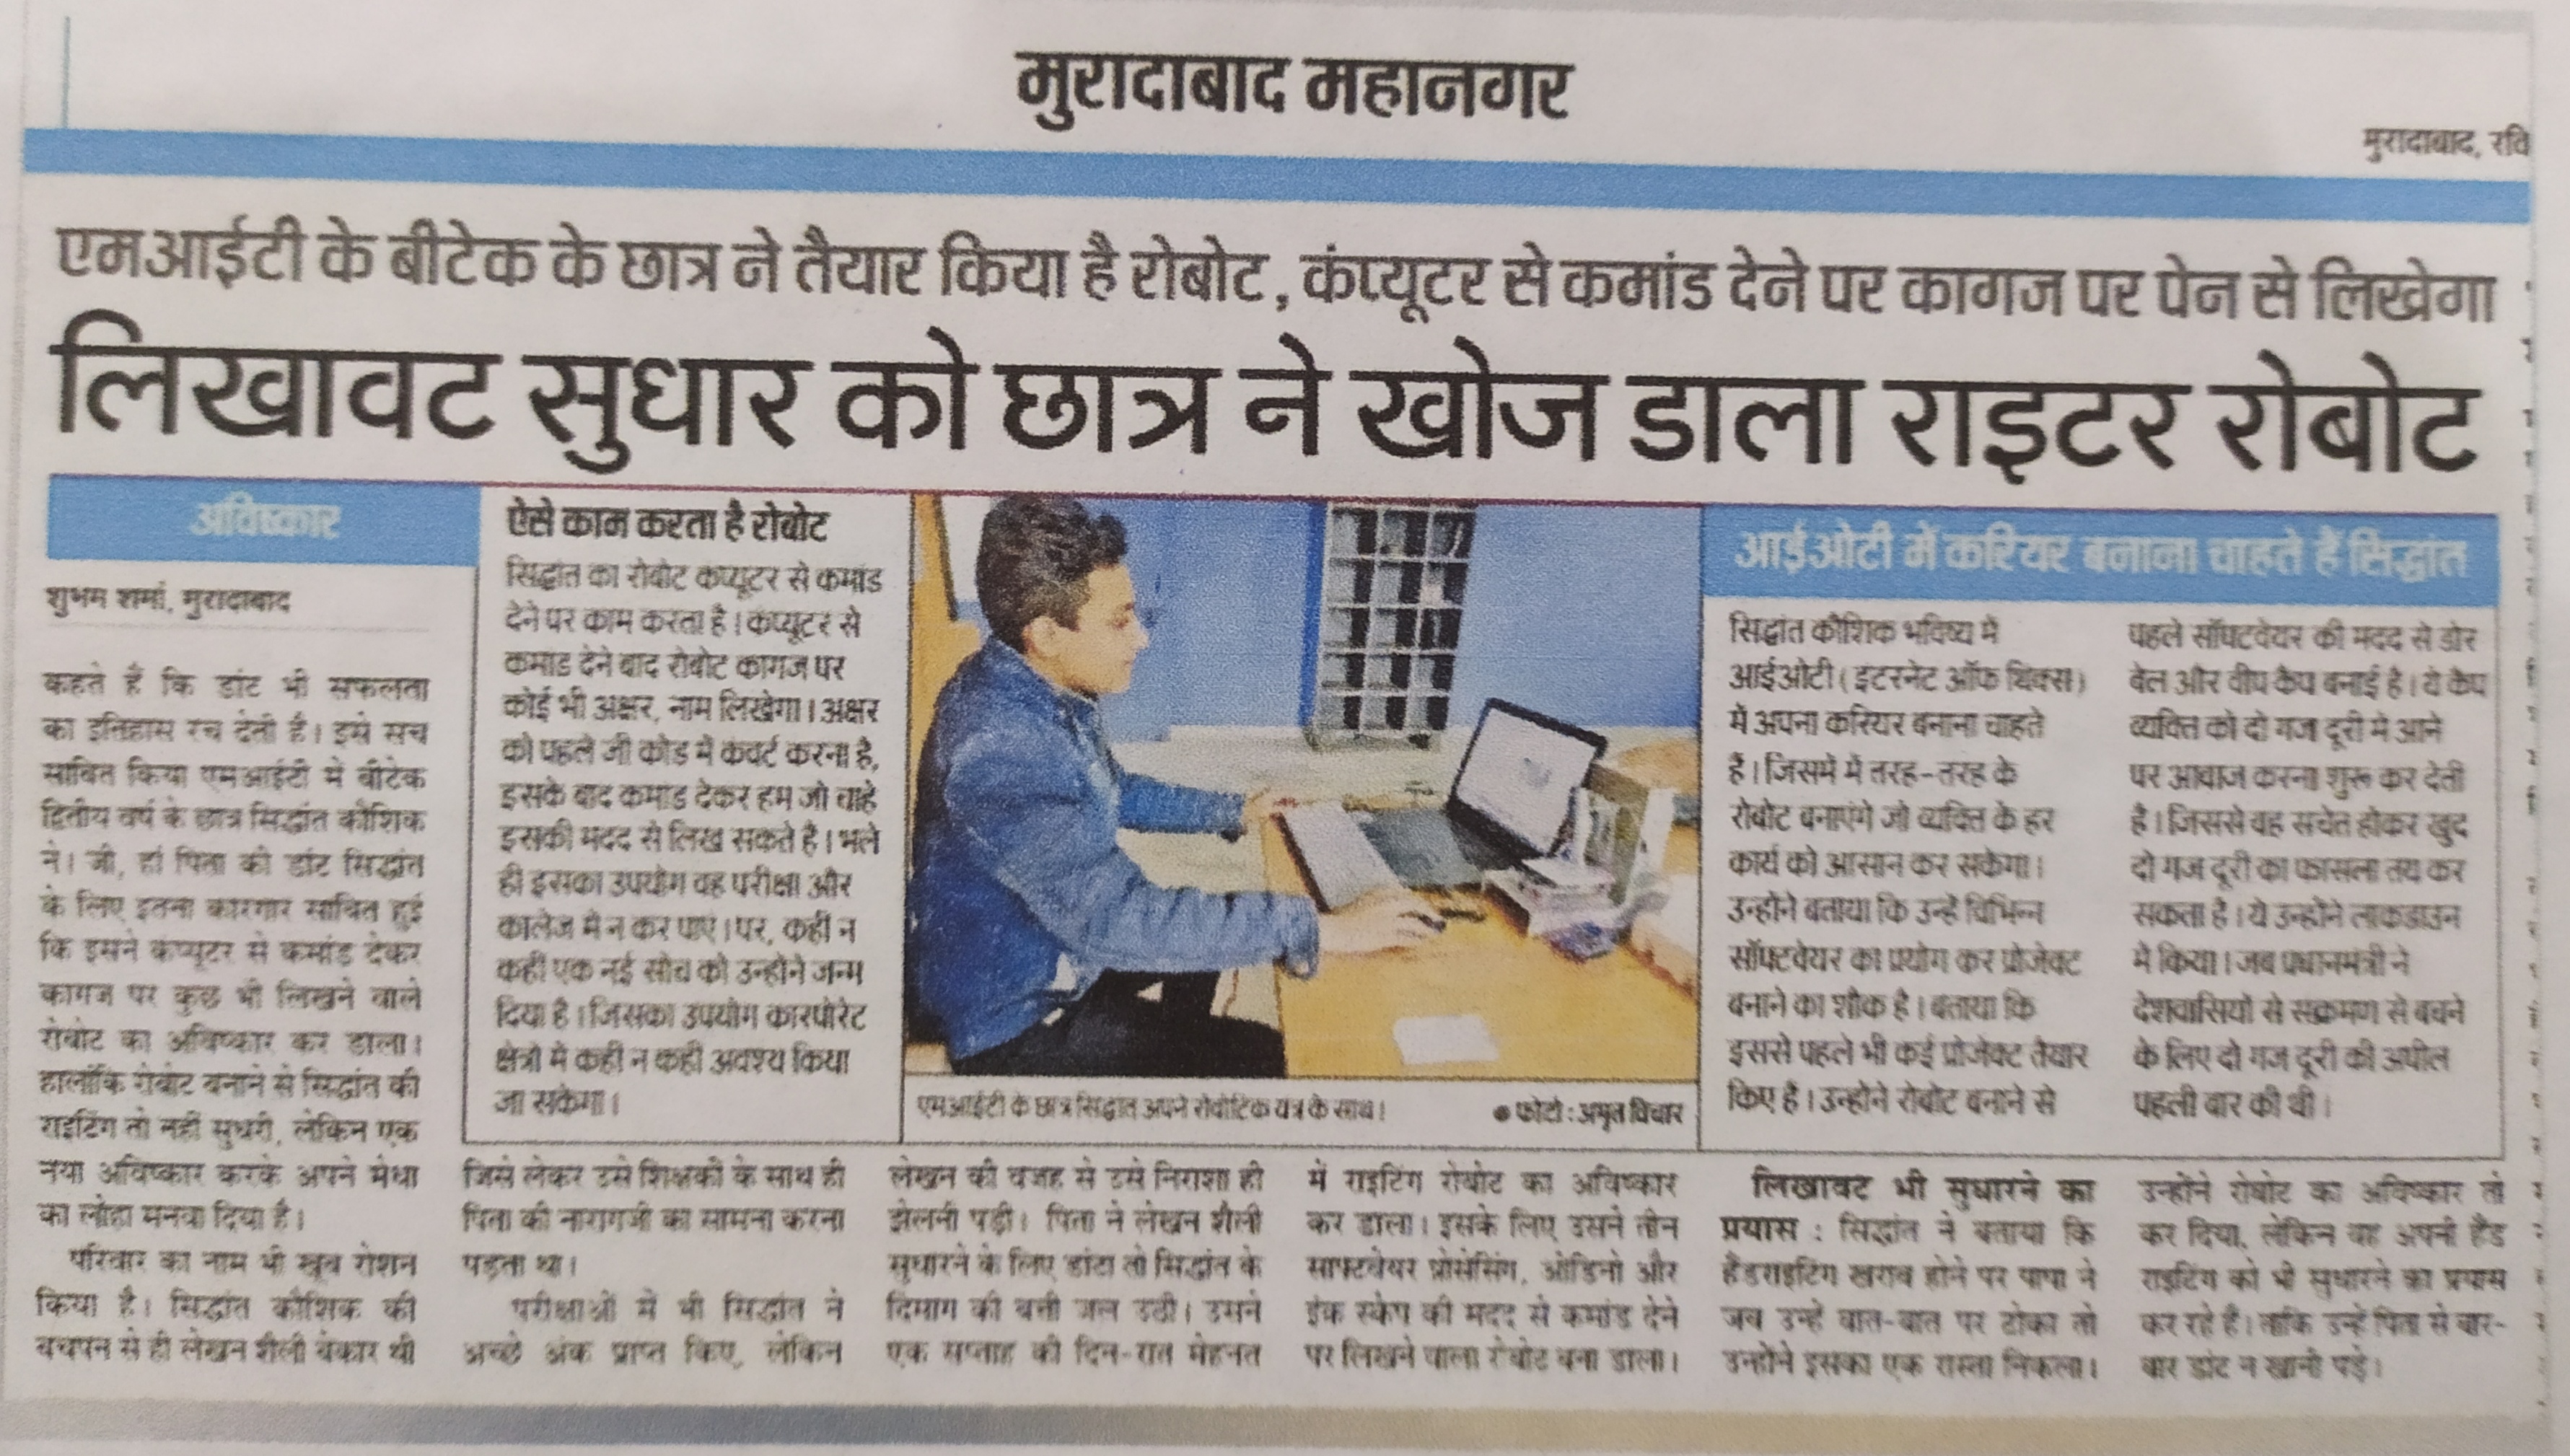 मुरादाबाद महानगर
मुरादाबाद, रवि
एमआईटी के बीटेक के छात्र ने तैयार किया है रोबोट, कंप्यूटर से कमांड देने पर कागज पर पेन से लिखेगा
लिखावट सुधार को छात्र ने खोज डाला राइटर रोबोट
अविष्कार
शुभम शर्मा, मुरादाबाद
कहते हैं कि डांट भी सफलता
का इतिहास रच देती है। इसे सच
साबित किया एमआईटी में बीटेक
द्वितीय वर्ष के छात्र सिद्धांत कौशिक
ने। जी, हां पिता की डांट सिद्धांत
के लिए इतना कारगार साबित हुई
कि इसने कंप्यूटर से कमांड देकर
कागज पर कुछ भी लिखने वाले
रोबोट का अविष्कार कर डाला।
हालांकि रोबोट बनाने से सिद्धांत की
राइटिंग तो नहीं सुधरी, लेकिन एक
नया अविष्कार करके अपने मेधा
का लोहा मनवा दिया है।
परिवार का नाम भी खूब रोशन
किया है। सिद्धांत कौशिक की
बचपन से ही लेखन शैली बेकार थी
जिसे लेकर उसे शिक्षकों के साथ ही
पिता की नारागजी का सामना करना
पड़ता था।
परीक्षाओं में भी सिद्धांत ने
अच्छे अंक प्राप्त किए, लेकिन
लेखन की वजह से उसे निराशा ही
झेलनी पड़ी। पिता ने लेखन शैली
सुधारने के लिए डांटा तो सिद्धांत के
दिमाग की बत्ती जल उठी। उसने
एक सप्ताह की दिन-रात मेहनत
में राइटिंग रोबोट का अविष्कार
कर डाला। इसके लिए उसने तीन
साफ्टवेयर प्रोसेसिंग, ओडिनो और
इंक स्केप की मदद से कमांड देने
पर लिखने वाला रोबोट बना डाला।
लिखावट भी सुधारने का
प्रयास : सिद्धांत ने बताया कि
हैंडराइटिंग खराब होने पर पापा ने
जब उन्हें बात-बात पर टोका तो
उन्होंने इसका एक रास्ता निकला।
उन्होंने रोबोट का अविष्कार तो
कर दिया, लेकिन वह अपनी हैंड
राइटिंग को भी सुधारने का प्रयास
कर रहे हैं। ताकि उन्हें पिता से बार-
बार डांट न खानी पड़े।
ऐसे काम करता है रोबोट
सिद्धांत का रोबोट कंप्यूटर से कमांड
देने पर काम करता है। कंप्यूटर से
कमांड देने बाद रोबोट कागज पर
कोई भी अक्षर, नाम लिखेगा। अक्षर
को पहले जी कोड में कंवर्ट करना है,
इसके बाद कमांड देकर हम जो चाहे
इसकी मदद से लिख सकते है। भले
ही इसका उपयोग वह परीक्षा और
कालेज में न कर पाएं। पर, कहीं न
कहीं एक नई सोच को उन्होंने जन्म
दिया है। जिसका उपयोग कारपोरेट
क्षेत्रों में कहीं न कहीं अवश्य किया
जा सकेगा।
एमआईटी के छात्र सिद्धांत अपने रोबोटिक यंत्र के साथ।
● फोटो : अमृत विचार
आईओटी में करियर बनाना चाहते हैं सिद्धांत
सिद्धांत कौशिक भविष्य में
आईओटी (इंटरनेट ऑफ थिंक्स)
में अपना करियर बनाना चाहते
हैं। जिसमें में तरह-तरह के
रोबोट बनाएंगे जो व्यक्ति के हर
कार्य को आसान कर सकेगा।
उन्होंने बताया कि उन्हें विभिन्न
सॉफ्टवेयर का प्रयोग कर प्रोजेक्ट
बनाने का शौक है। बताया कि
इससे पहले भी कई प्रोजेक्ट तैयार
किए है। उन्होंने रोबोट बनाने से
पहले सॉफ्टवेयर की मदद से डोर
बेल और वीप कैप बनाई है। ये कैप
व्यक्ति को दो गज दूरी में आने
पर आवाज करना शुरू कर देती
है। जिससे वह सचेत होकर खुद
दो गज दूरी का फासला तय कर
सकता है। ये उन्होंने लाकडाउन
में किया। जब प्रधानमंत्री ने
देशवासियों से संक्रमण से बचने
के लिए दो गज दूरी की अपील
पहली बार की थी।